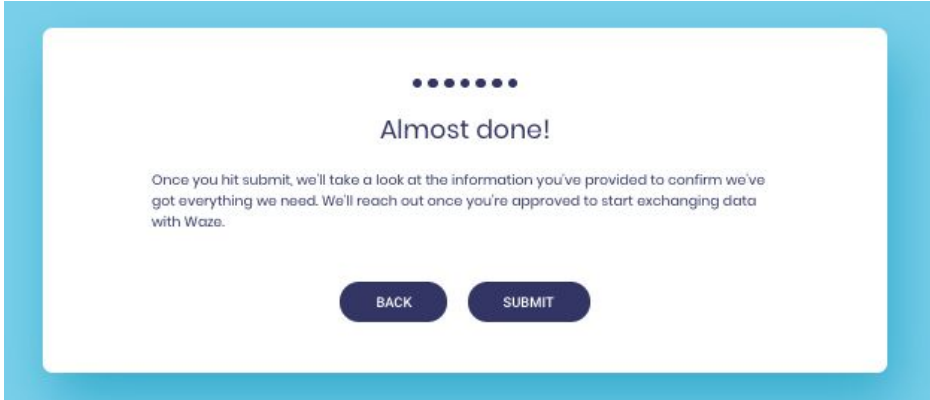 Almost done!
Once you hit submit, we'll take a look at the information you've provided to confirm we've
got everything we need. We'll reach out once you're approved to start exchanging data
with Waze.
BACK SUBMIT